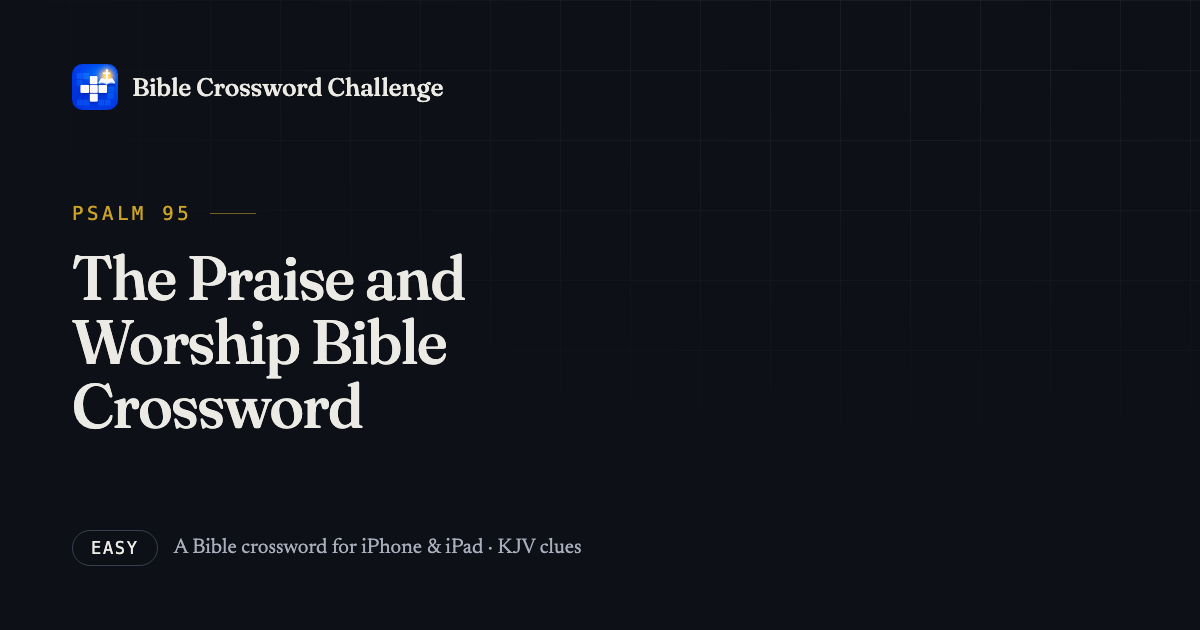 Bible Crossword Challenge
PSALM 95
The Praise and
Worship Bible
Crossword
EASY
A Bible crossword for iPhone & iPad · KJV clues